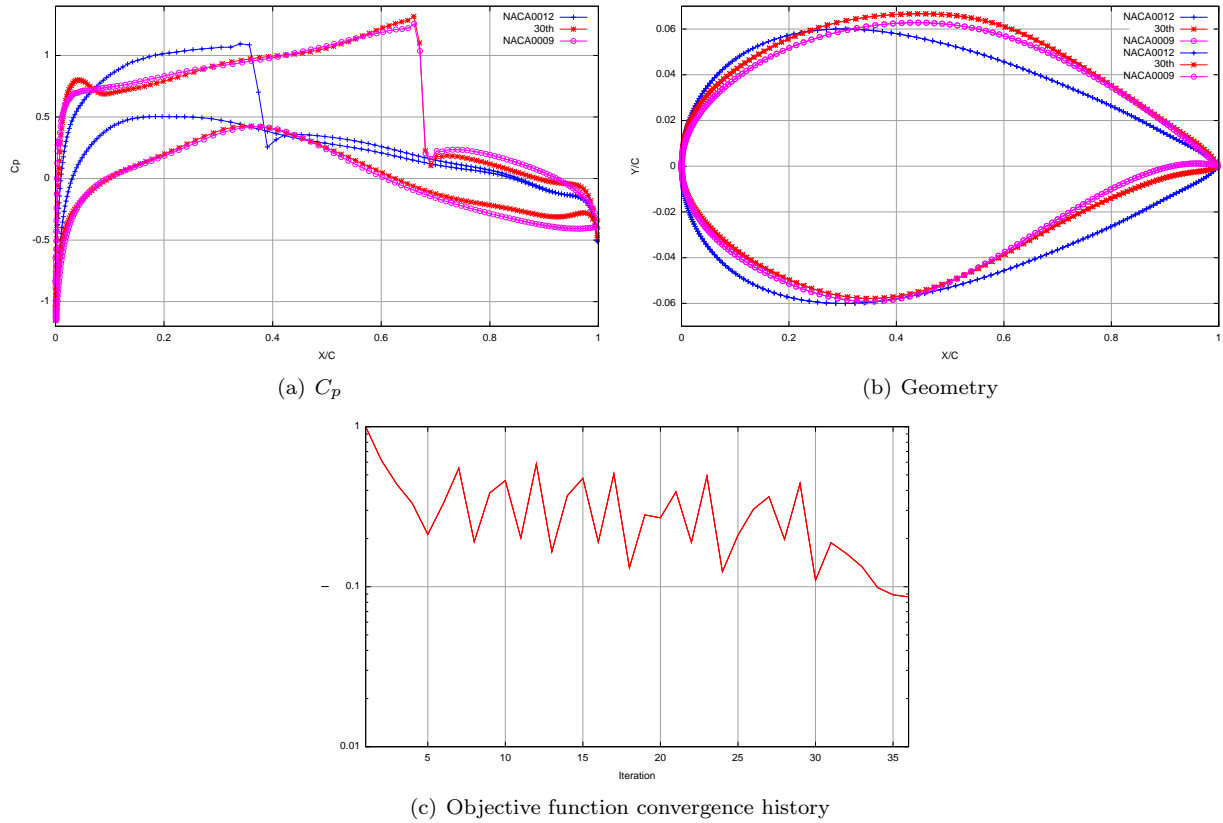 NACA0012
30th
NACA0009
1
0.5
0
-0.5
-1
Cp
0 0.2 0.4 0.6 0.8 1
X/C
(a) Cp
NACA0012
30th
NACA0009
NACA0012
30th
NACA0009
0.06
0.04
0.02
0
-0.02
-0.04
-0.06
Y/C
0 0.2 0.4 0.6 0.8 1
X/C
(b) Geometry
1
0.1
0.01
I
5 10 15 20 25 30 35
Iteration
(c) Objective function convergence history